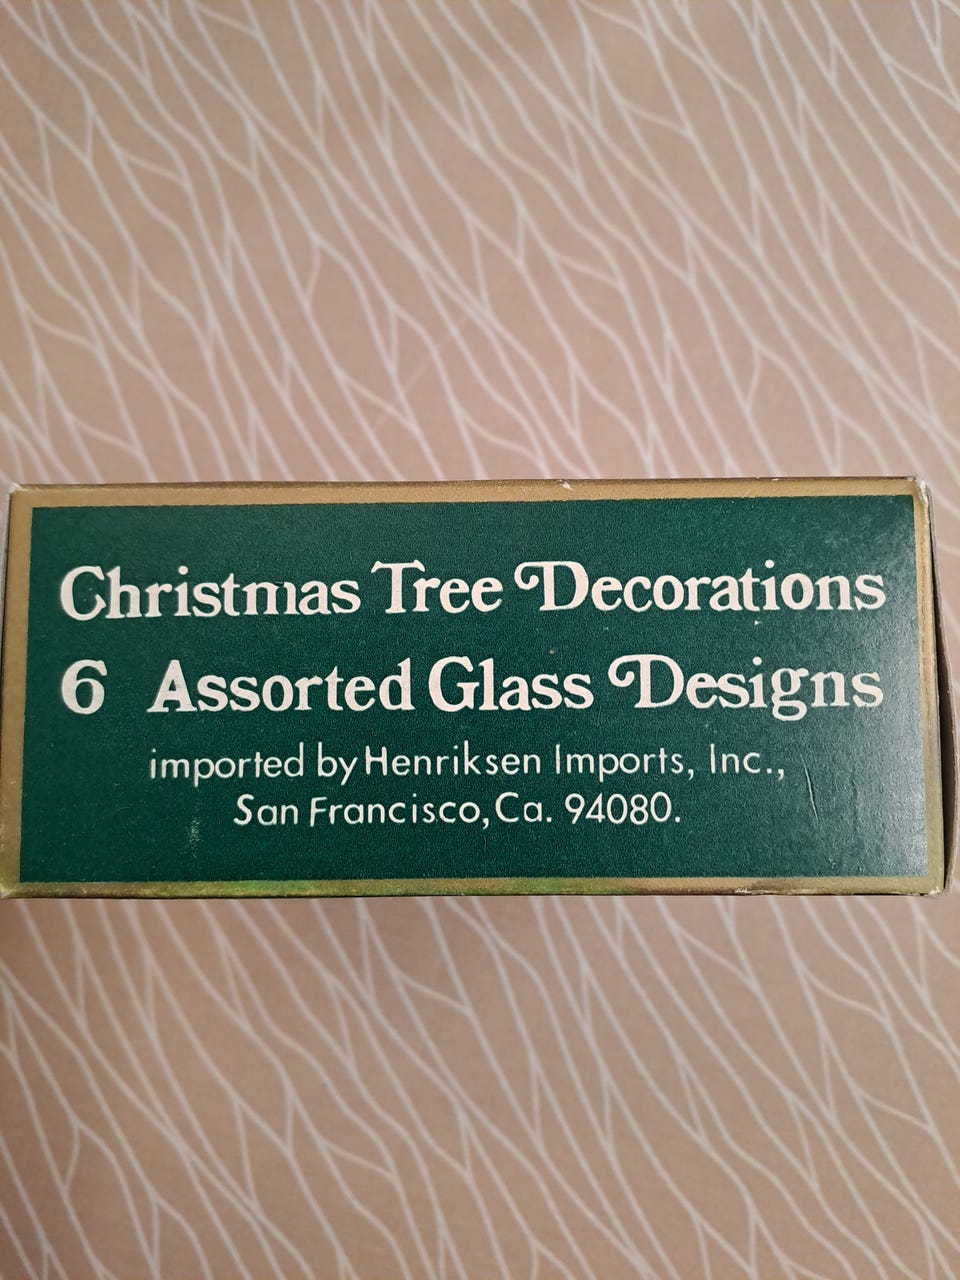 Christmas Tree Decorations
6 Assorted Glass Designs
imported by Henriksen Imports, Inc.,
San Francisco, Ca. 94080.